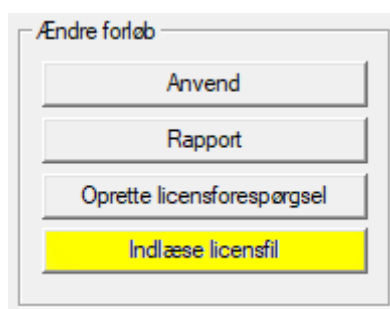 Ændre forløb
Anvend
Rapport
Oprette licensforespørgsel
Indlæse licensfil